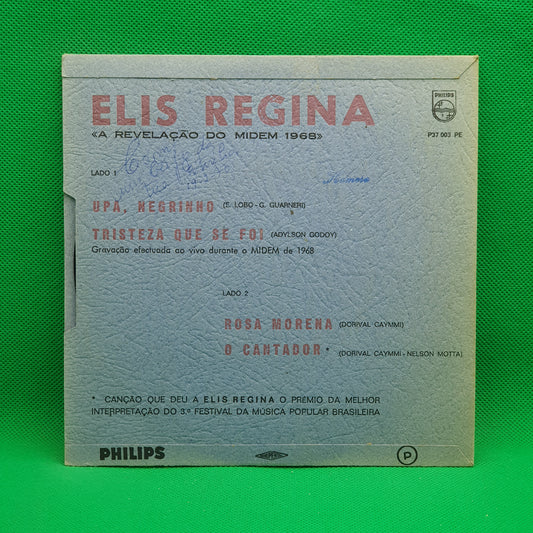 ELIS REGINA
«A REVELAÇÃO DO MIDEM 1968»
PHILIPS
P37 003 PE
LADO 1
UPA, NEGRINHO (E. LOBO - G. GUARNERI)
TRISTEZA QUE SE FOI (ADYLSON GODOY)
Gravação efectuada ao vivo durante o MIDEM de 1968
LADO 2
ROSA MORENA (DORIVAL CAYMMI)
O CANTADOR * (DORIVAL CAYMMI - NELSON MOTTA)
* CANÇÃO QUE DEU A ELIS REGINA O PRÉMIO DA MELHOR
INTERPRETAÇÃO DO 3.º FESTIVAL DA MÚSICA POPULAR BRASILEIRA
PHILIPS
P